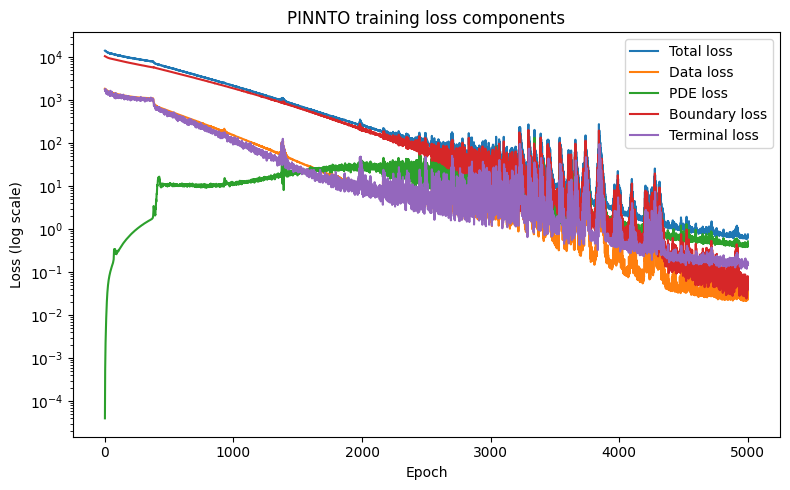 PINNTO training loss components
Total loss
Data loss
PDE loss
Boundary loss
Terminal loss
Loss (log scale)
10⁴
10³
10²
10¹
10⁰
10⁻¹
10⁻²
10⁻³
10⁻⁴
0 1000 2000 3000 4000 5000
Epoch